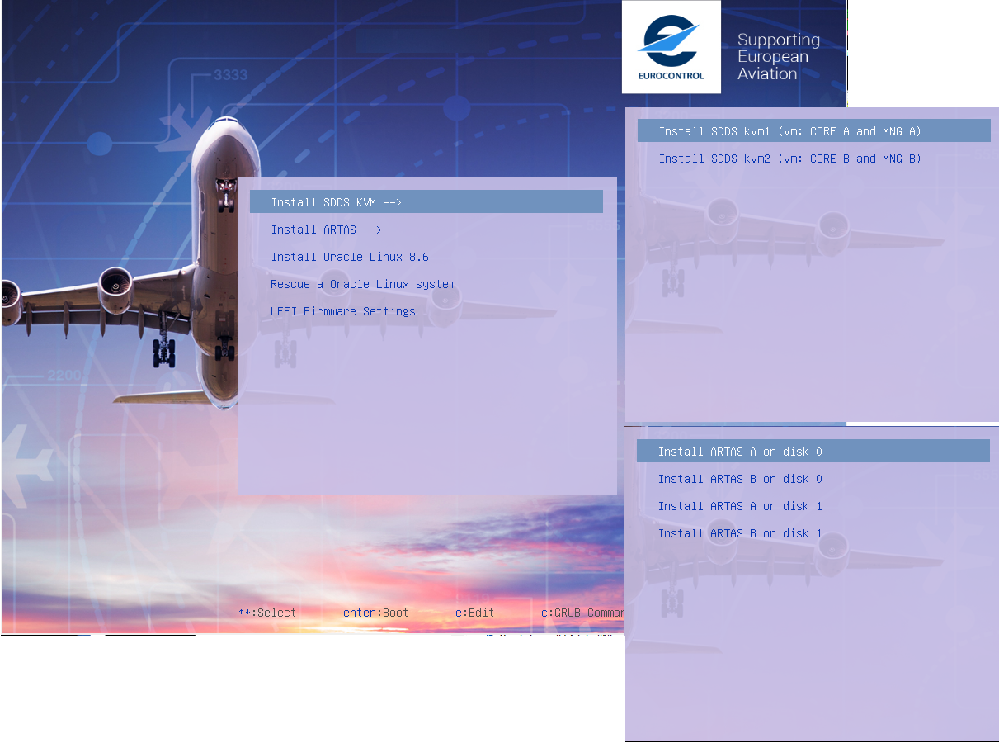 3333
EUROCONTROL
Supporting
European
Aviation
Install SDDS KVM -->
Install ARTAS -->
Install Oracle Linux 8.6
Rescue a Oracle Linux system
UEFI Firmware Settings
2200
↑↓:Select enter:Boot e:Edit c:GRUB Comman
Install SDDS kvm1 (vm: CORE A and MNG A)
Install SDDS kvm2 (vm: CORE B and MNG B)
Install ARTAS A on disk 0
Install ARTAS B on disk 0
Install ARTAS A on disk 1
Install ARTAS B on disk 1